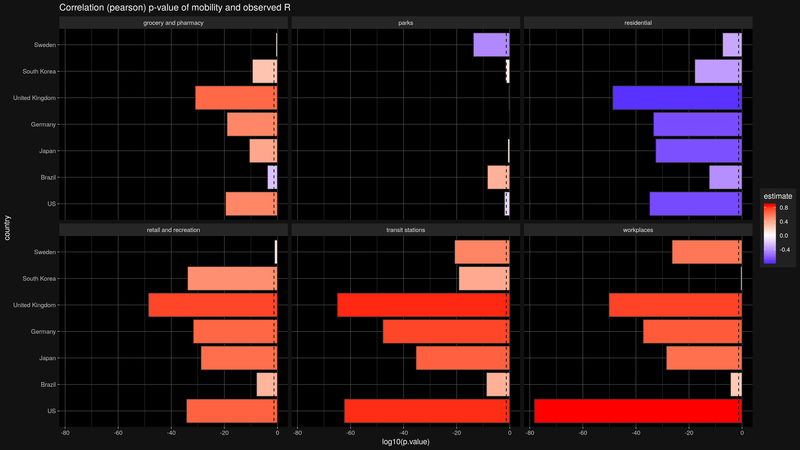 Correlation (pearson) p-value of mobility and observed R
grocery and pharmacy
parks
residential
Sweden
South Korea
United Kingdom
Germany
Japan
Brazil
US
retail and recreation
transit stations
workplaces
Sweden
South Korea
United Kingdom
Germany
Japan
Brazil
US
-80 -60 -40 -20 0
-80 -60 -40 -20 0
-80 -60 -40 -20 0
log10(p.value)
country
estimate
0.8
0.4
0.0
-0.4